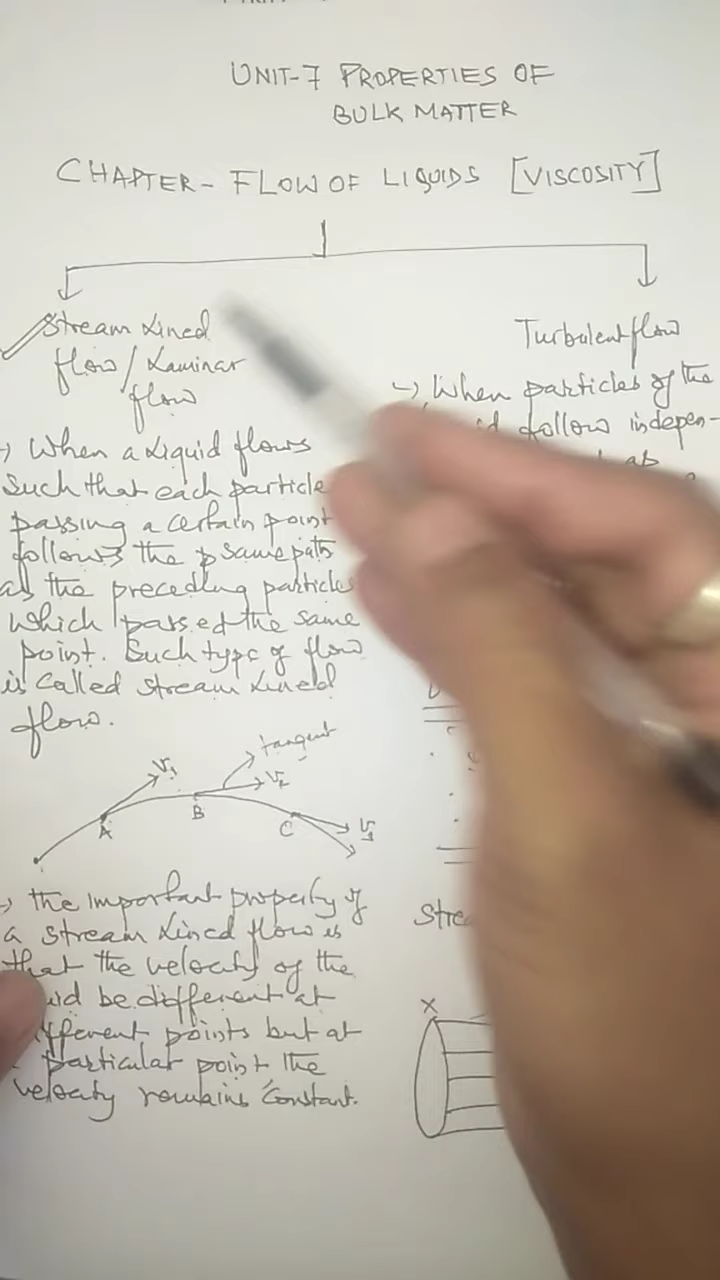 UNIT-7 PROPERTIES OF
BULK MATTER
CHAPTER- FLOW OF LIQUIDS [VISCOSITY]
Stream Lined
flow/Laminar
flow
→ When a Liquid flows
Such that each particle
passing a certain point
follows the same path
as the preceding particles
which passed the same
point. Such type of flow
is called stream Lined
flow.
tangent
V1
V2
A
B
C
V3
→ the important property of
a stream Lined flow is
that the velocity of the
be different at
points but at
particular point the
velocity remains Constant.
Turbulent flow
→ When particles of the
follow indepen-
as
X